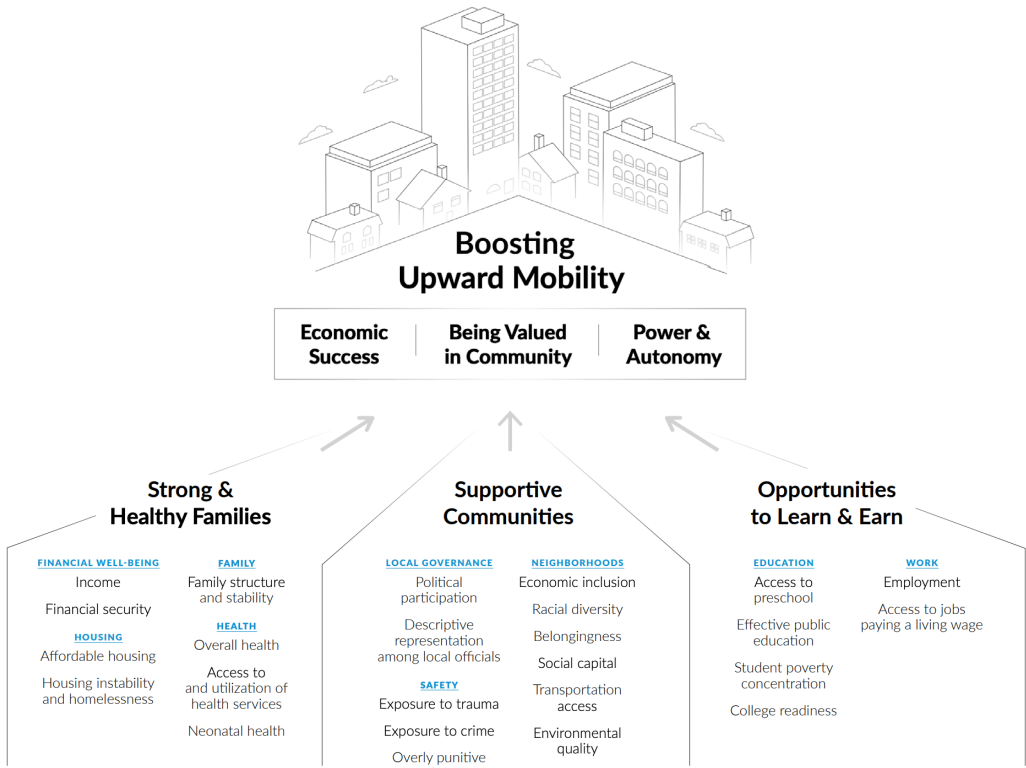 Boosting
Upward Mobility
Economic
Success
Being Valued
in Community
Power &
Autonomy
Strong &
Healthy Families
FINANCIAL WELL-BEING
Income
Financial security
HOUSING
Affordable housing
Housing instability
and homelessness
FAMILY
Family structure
and stability
HEALTH
Overall health
Access to
and utilization of
health services
Neonatal health
Supportive
Communities
LOCAL GOVERNANCE
Political
participation
Descriptive
representation
among local officials
SAFETY
Exposure to trauma
Exposure to crime
Overly punitive
NEIGHBORHOODS
Economic inclusion
Racial diversity
Belongingness
Social capital
Transportation
access
Environmental
quality
Opportunities
to Learn & Earn
EDUCATION
Access to
preschool
Effective public
education
Student poverty
concentration
College readiness
WORK
Employment
Access to jobs
paying a living wage